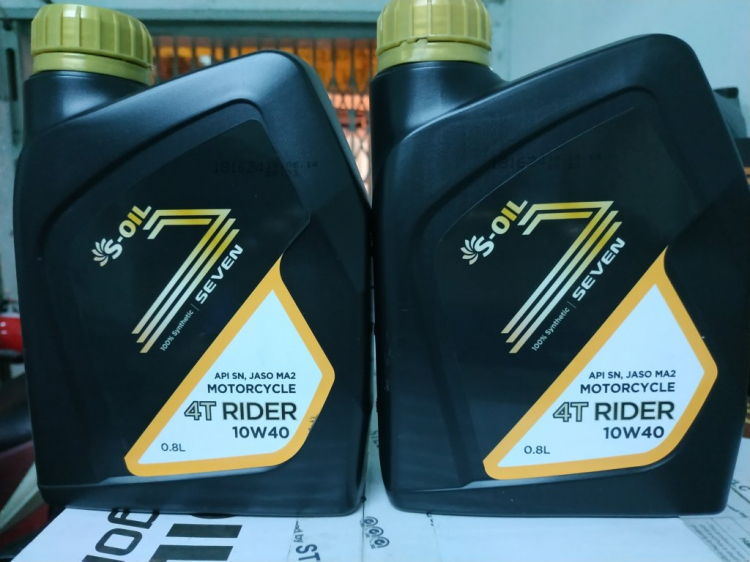 S-OIL
7
SEVEN
100% Synthetic
API SN, JASO MA2
MOTORCYCLE
4T RIDER
10W40
0.8L
S-OIL
7
SEVEN
100% Synthetic
API SN, JASO MA2
MOTORCYCLE
4T RIDER
10W40
0.8L